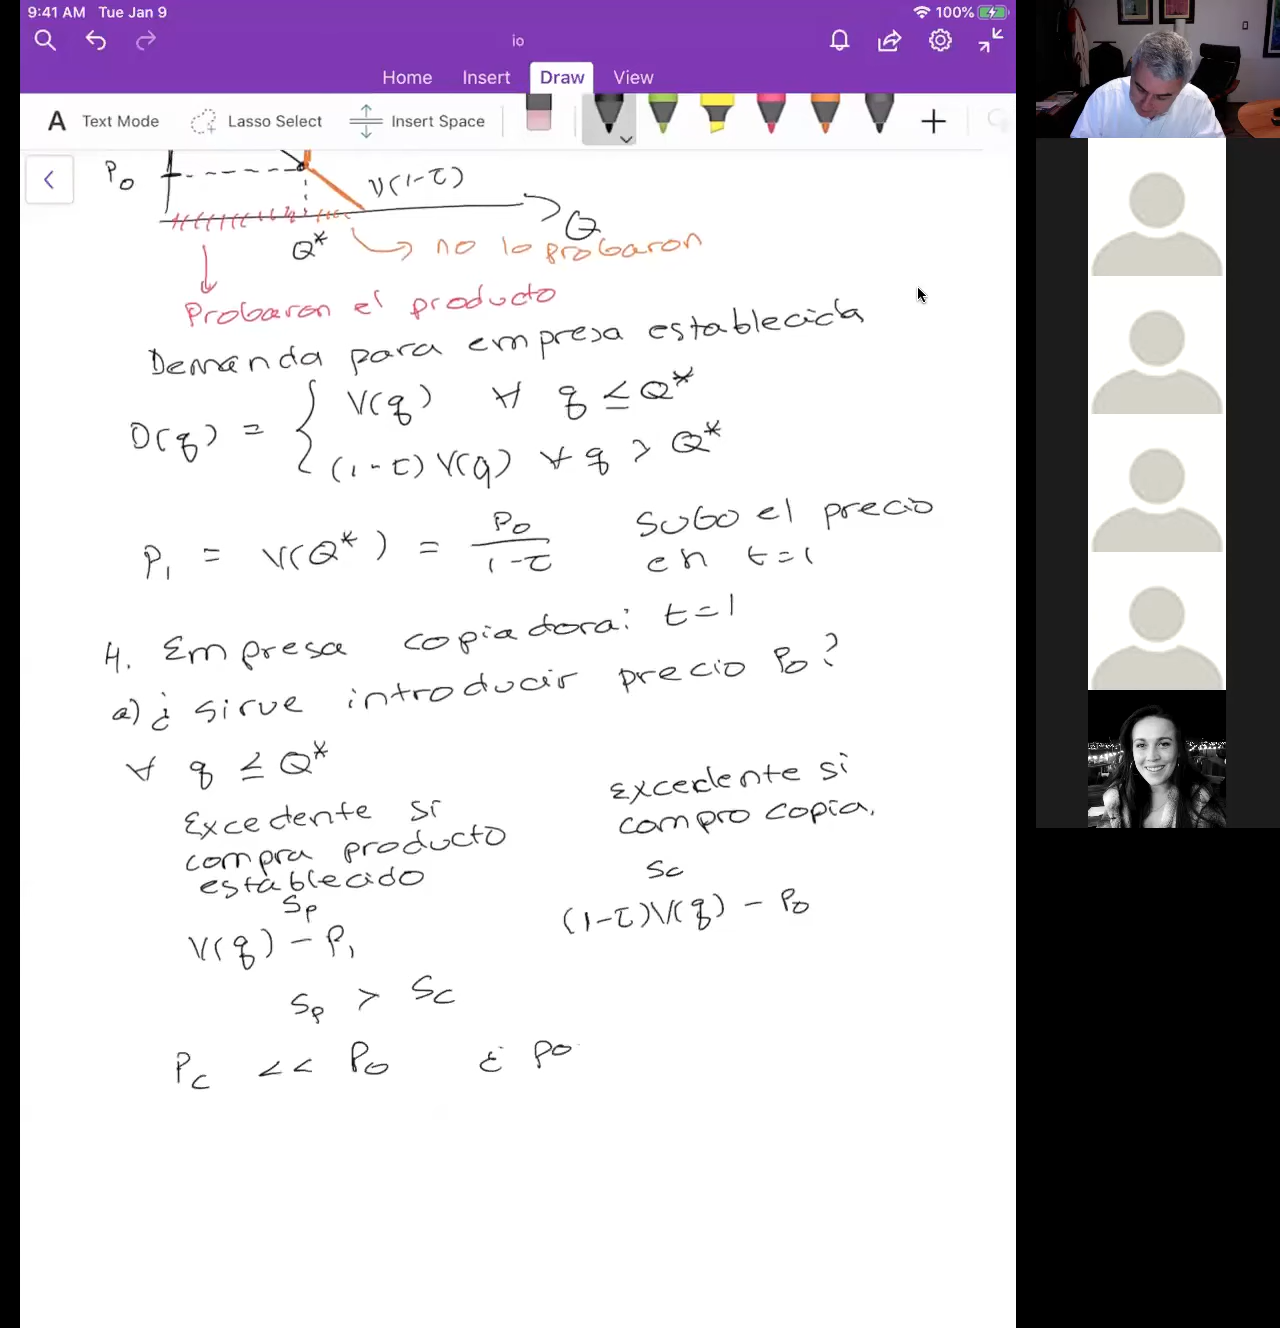 9:41 AM Tue Jan 9
100%
io
Home Insert Draw View
A Text Mode Lasso Select Insert Space
P₀
V(1-τ)
Q
Q*
no lo probaron
Probaron el producto
Demanda para empresa establecida
D(q) = { V(q) ∀ q ≤ Q*
(1-τ) V(q) ∀ q > Q*
P₁ = V(Q*) = P₀ / 1-τ
Subo el precio
en t=1
4. Empresa copiadora: t=1
a) ¿ sirve introducir precio P₀?
∀ q ≤ Q*
Excedente si
compra producto
establecido
Sp
V(q) - P₁
Excedente si
compro copia.
Sc
(1-τ)V(q) - P₀
Sp > Sc
Pc << P₀ ¿ Po